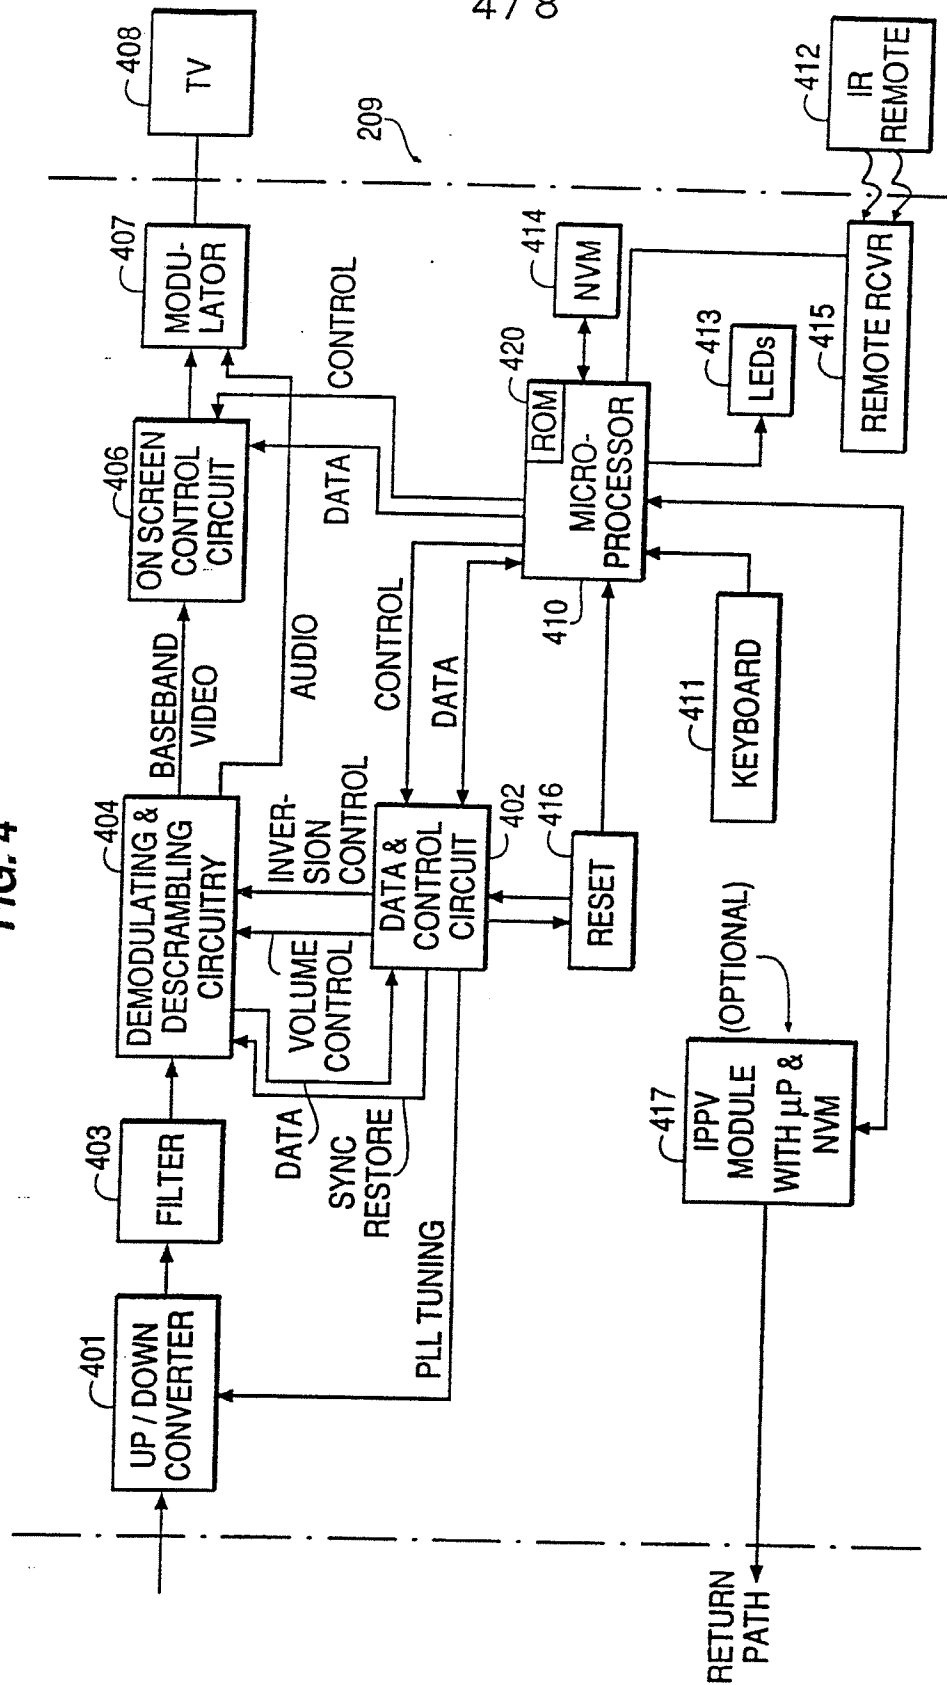 FIG. 4
401
UP / DOWN
CONVERTER
403
FILTER
404
DEMODULATING &
DESCRAMBLING
CIRCUITRY
BASEBAND
VIDEO
406
ON SCREEN
CONTROL
CIRCUIT
407
MODU-
LATOR
408
TV
209
AUDIO
DATA
CONTROL
DATA
SYNC
RESTORE
VOLUME
CONTROL
INVER-
SION
CONTROL
PLL TUNING
DATA &
CONTROL
CIRCUIT
402
CONTROL
DATA
416
RESET
410
420
ROM
MICRO-
PROCESSOR
414
NVM
413
LEDs
411
KEYBOARD
415
REMOTE RCVR
412
IR
REMOTE
417
IPPV
MODULE
WITH µP &
NVM
(OPTIONAL)
RETURN
PATH